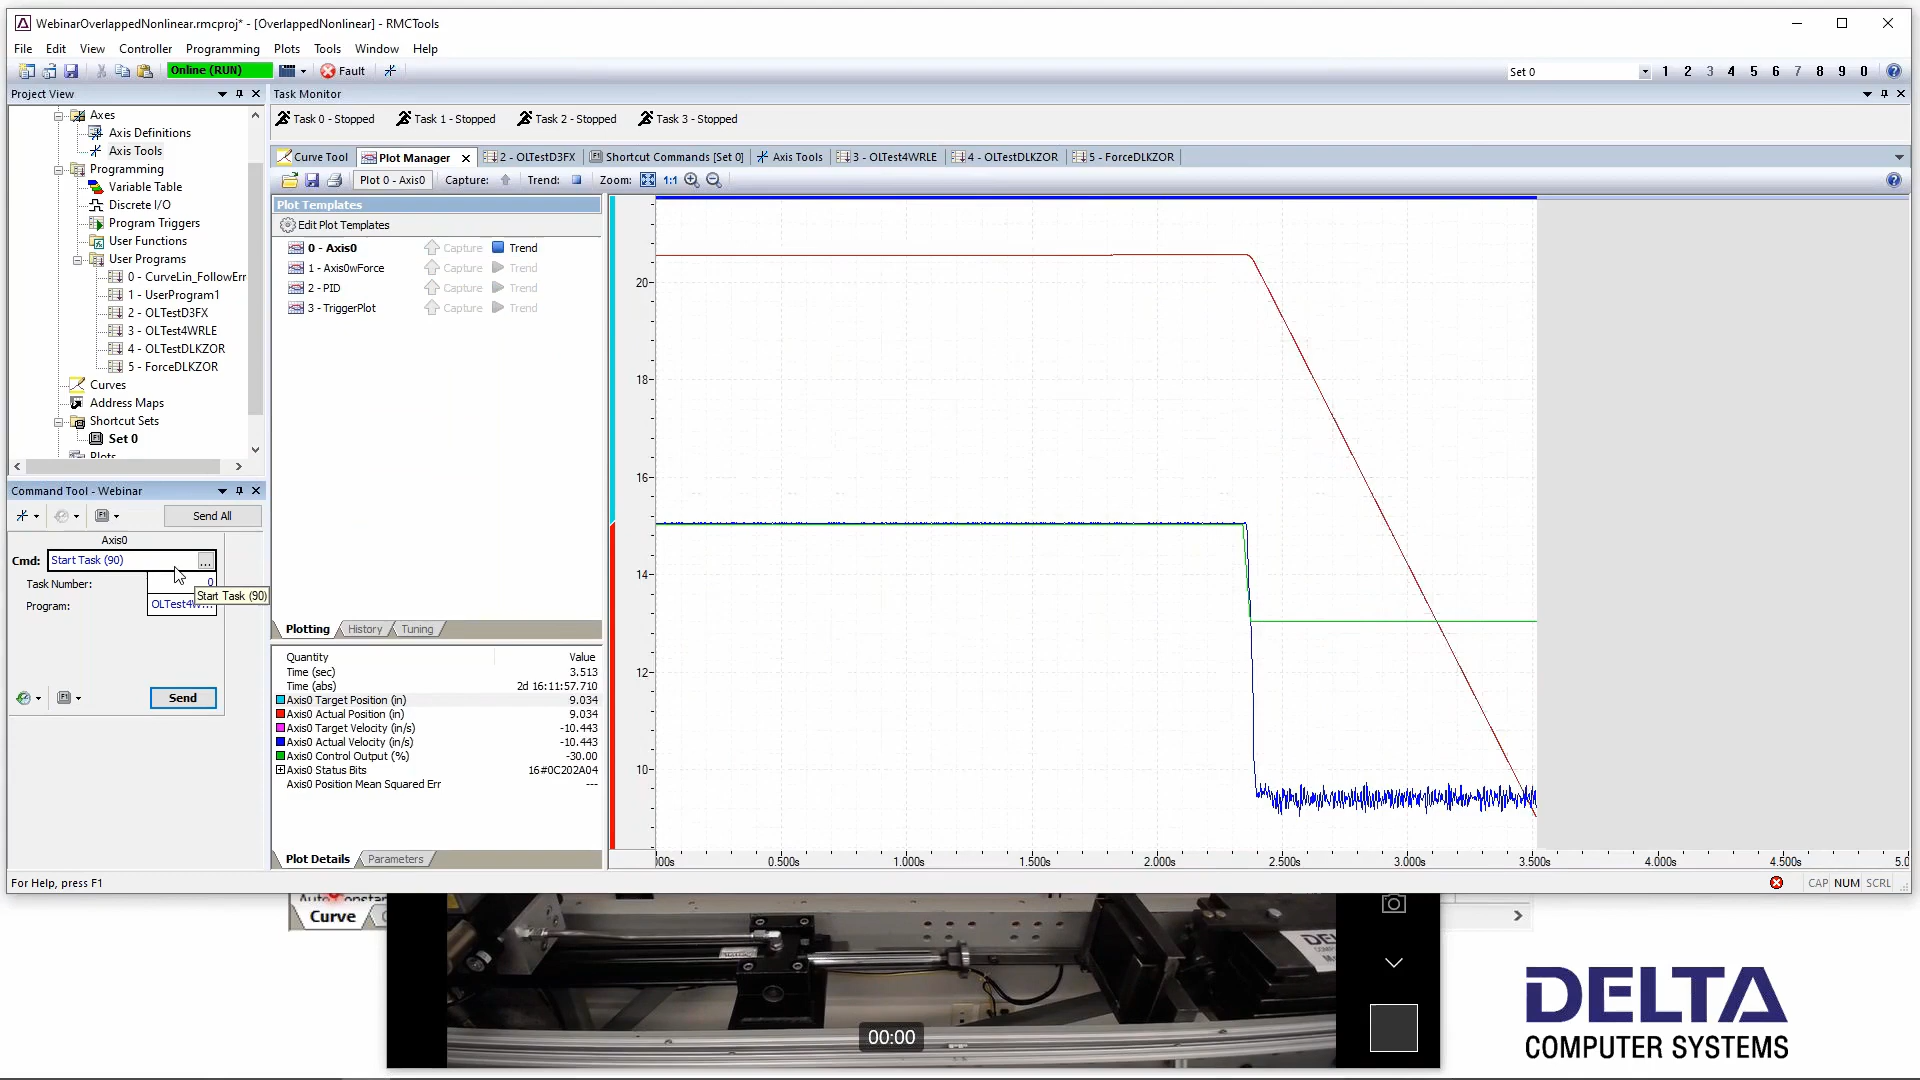 WebinarOverlappedNonlinear.rmcproj* - [OverlappedNonlinear] - RMCTools
File Edit View Controller Programming Plots Tools Window Help
Online (RUN) Fault Set 0 1 2 3 4 5 6 7 8 9 0
Project View
Axes
Axis Definitions
Axis Tools
Programming
Variable Table
Discrete I/O
Program Triggers
User Functions
User Programs
0 - CurveLin_FollowErr
1 - UserProgram1
2 - OLTestD3FX
3 - OLTest4WRLE
4 - OLTestDLKZOR
5 - ForceDLKZOR
Curves
Address Maps
Shortcut Sets
Set 0
Plots
Command Tool - Webinar
Send All
Axis0
Cmd: Start Task (90) ...
Task Number: 0
Start Task (90)
Program: OLTest4W...
Send
Task Monitor
Task 0 - Stopped Task 1 - Stopped Task 2 - Stopped Task 3 - Stopped
Curve Tool Plot Manager 2 - OLTestD3FX Shortcut Commands [Set 0] Axis Tools 3 - OLTest4WRLE 4 - OLTestDLKZOR 5 - ForceDLKZOR
Plot 0 - Axis0 Capture: Trend: Zoom: 1:1
Plot Templates
Edit Plot Templates
0 - Axis0 Capture Trend
1 - Axis0wForce Capture Trend
2 - PID Capture Trend
3 - TriggerPlot Capture Trend
Plotting History Tuning
Quantity Value
Time (sec) 3.513
Time (abs) 2d 16:11:57.710
Axis0 Target Position (in) 9.034
Axis0 Actual Position (in) 9.034
Axis0 Target Velocity (in/s) -10.443
Axis0 Actual Velocity (in/s) -10.443
Axis0 Control Output (%) -30.00
Axis0 Status Bits 16#0C202A04
Axis0 Position Mean Squared Err ---
Plot Details Parameters
20
18
16
14
12
10
00s 0.500s 1.000s 1.500s 2.000s 2.500s 3.000s 3.500s 4.000s 4.500s 5.0
For Help, press F1 CAP NUM SCRL
Curve
00:00
DELTA
COMPUTER SYSTEMS